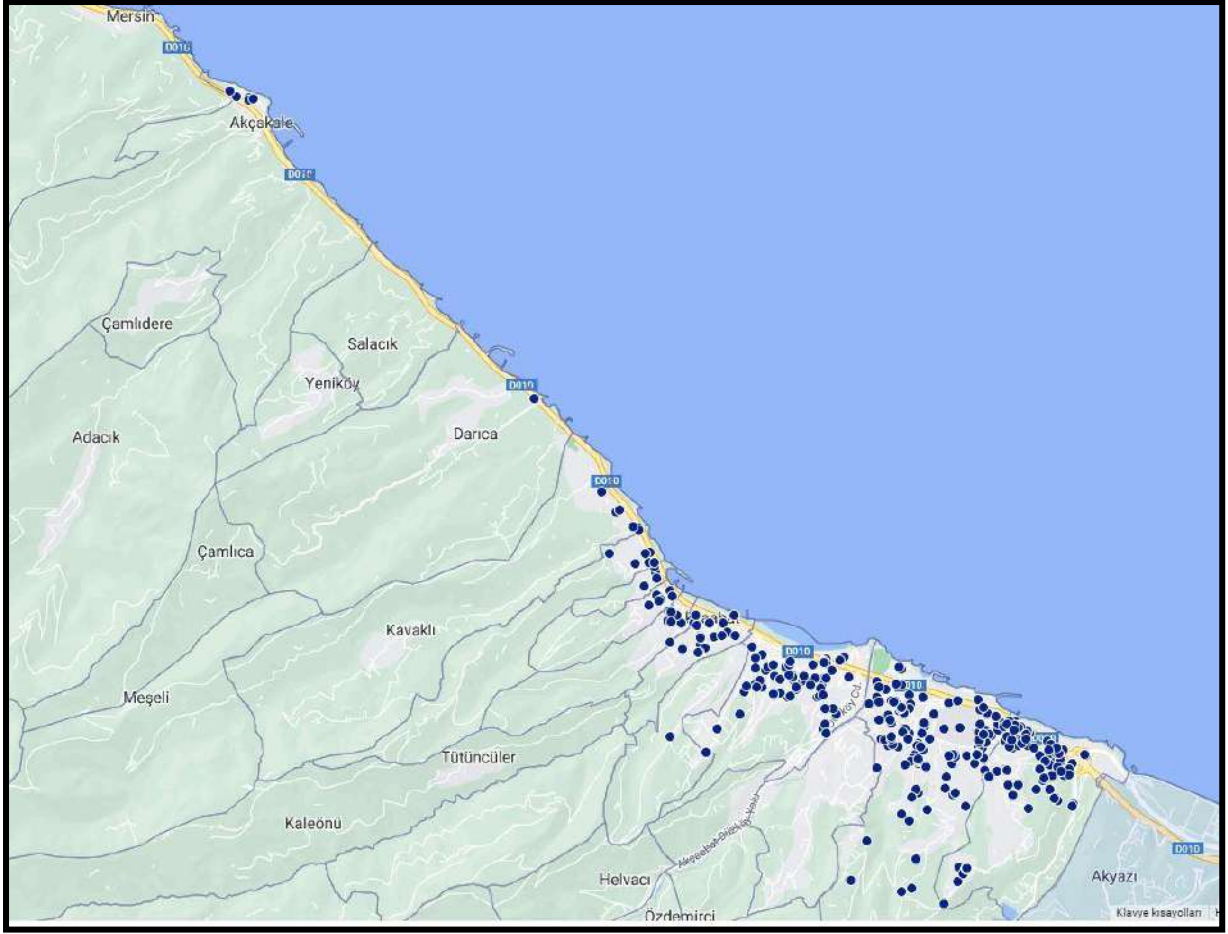 Mersin
D010
Akçakale
D010
Çamlıdere
Salacık
Yeniköy
D010
Adacık
Darıca
D010
Çamlıca
Kavaklı
D010
Meşeli
D010
Tütüncüler
Kaleönü
D010
Helvacı
Akyazı
Özdemirci
Klavye kısayolları